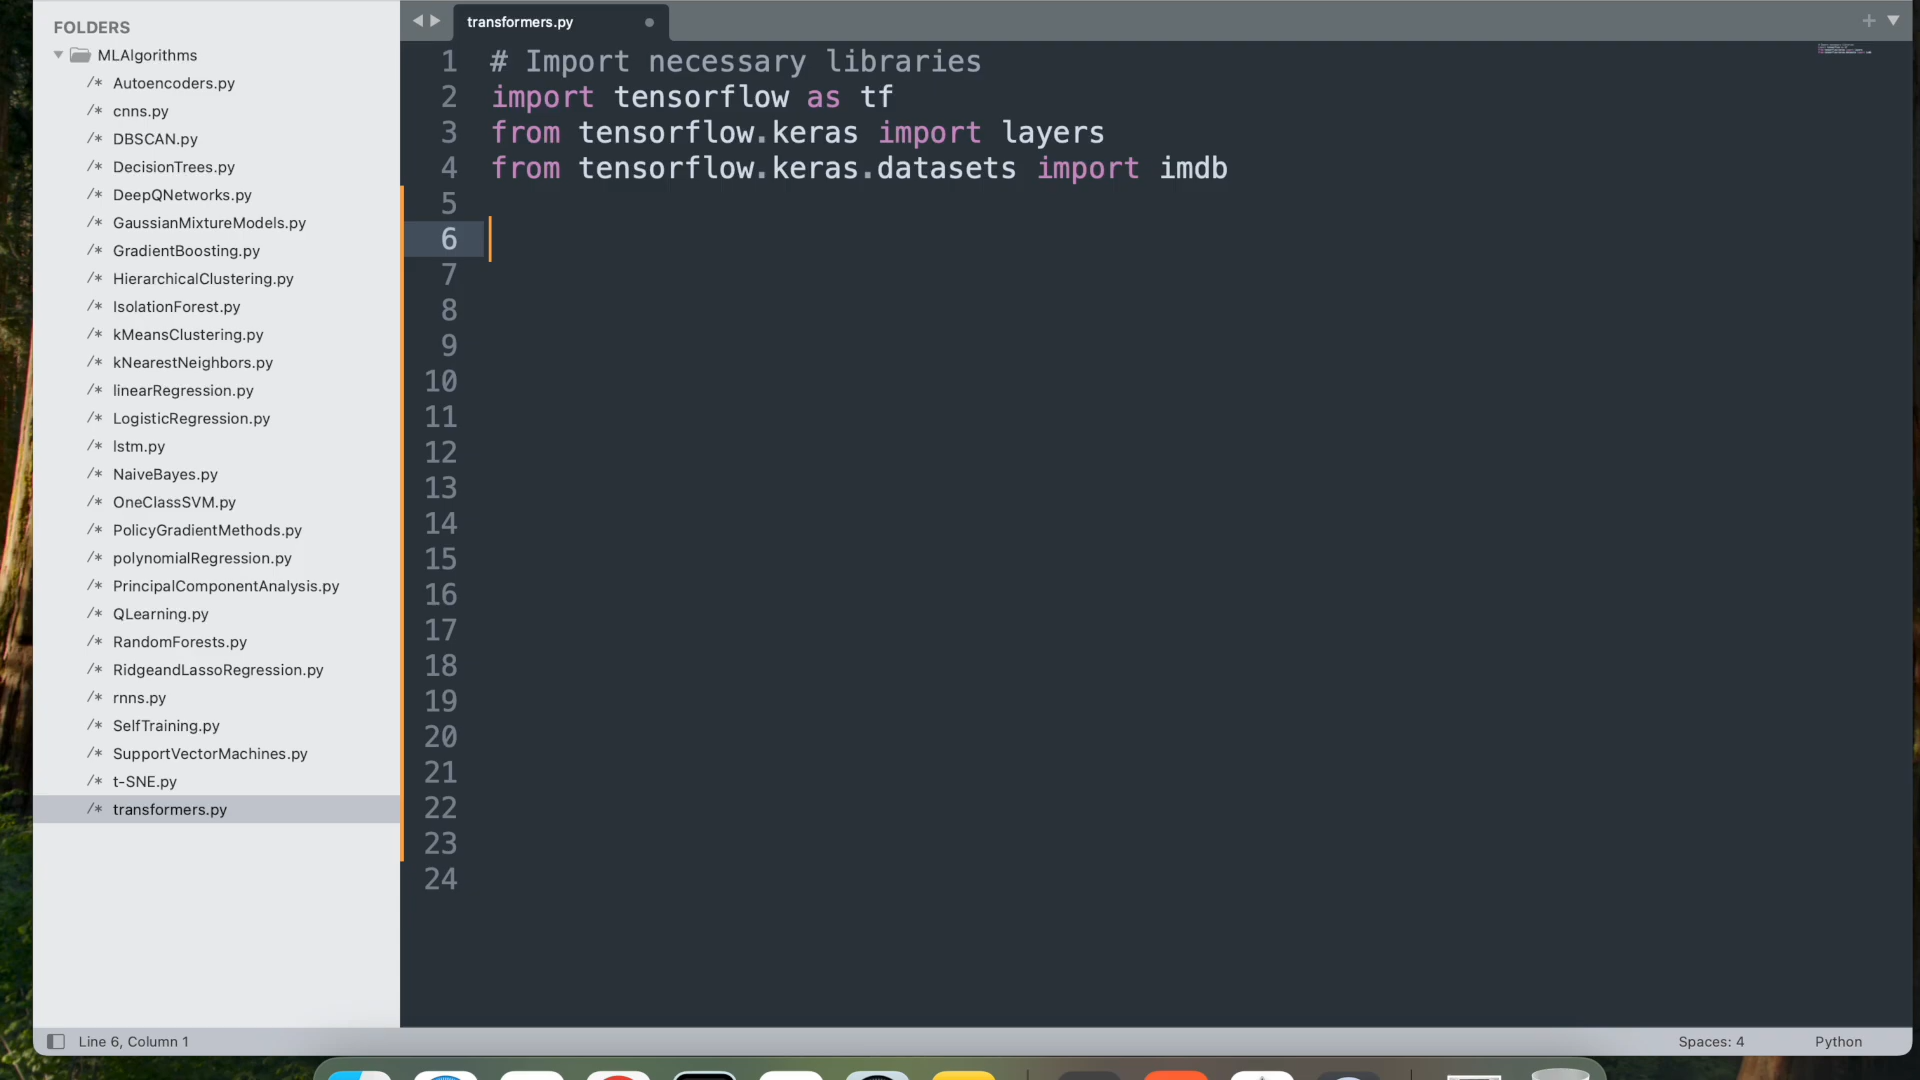 FOLDERS
MLAlgorithms
/* Autoencoders.py
/* cnns.py
/* DBSCAN.py
/* DecisionTrees.py
/* DeepQNetworks.py
/* GaussianMixtureModels.py
/* GradientBoosting.py
/* HierarchicalClustering.py
/* IsolationForest.py
/* kMeansClustering.py
/* kNearestNeighbors.py
/* linearRegression.py
/* LogisticRegression.py
/* lstm.py
/* NaiveBayes.py
/* OneClassSVM.py
/* PolicyGradientMethods.py
/* polynomialRegression.py
/* PrincipalComponentAnalysis.py
/* QLearning.py
/* RandomForests.py
/* RidgeandLassoRegression.py
/* rnns.py
/* SelfTraining.py
/* SupportVectorMachines.py
/* t-SNE.py
/* transformers.py
transformers.py
1 # Import necessary libraries
2 import tensorflow as tf
3 from tensorflow.keras import layers
4 from tensorflow.keras.datasets import imdb
5
6
7
8
9
10
11
12
13
14
15
16
17
18
19
20
21
22
23
24
Line 6, Column 1
Spaces: 4
Python